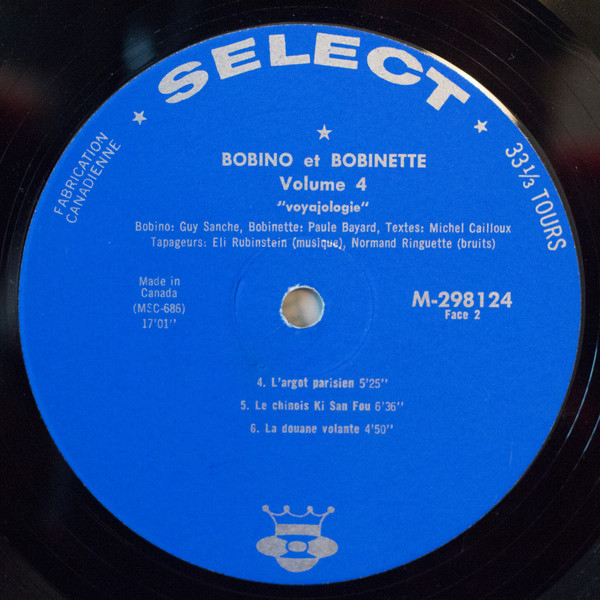 SELECT
FABRICATION
CANADIENNE
33⅓ TOURS
BOBINO et BOBINETTE
Volume 4
"voyajologie"
Bobino: Guy Sanche, Bobinette: Paule Bayard, Textes: Michel Cailloux
Tapageurs: Eli Rubinstein (musique), Normand Ringuette (bruits)
Made in
Canada
(MSC-686)
17'01''
M-298124
Face 2
4. L'argot parisien 5'25''
5. Le chinois Ki San Fou 6'36''
6. La douane volante 4'50''